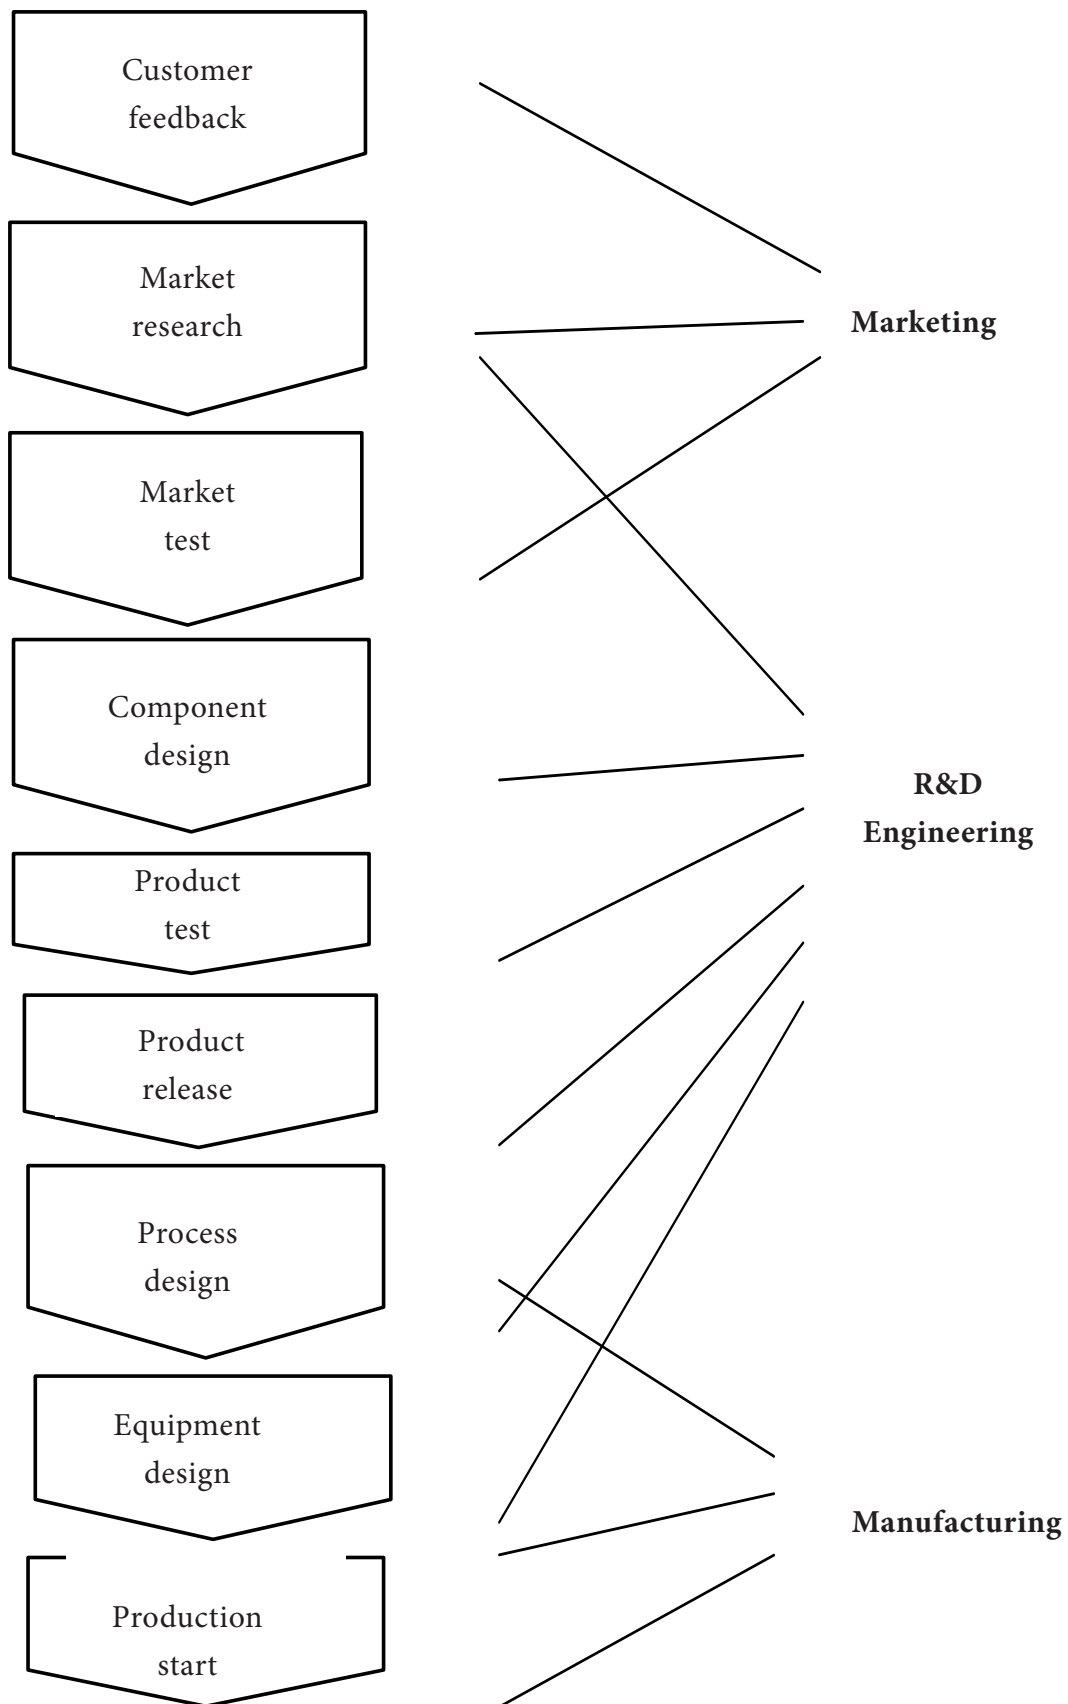 Customer
feedback
Market
research
Marketing
Market
test
Component
design
R&D
Engineering
Product
test
Product
release
Process
design
Equipment
design
Manufacturing
Production
start